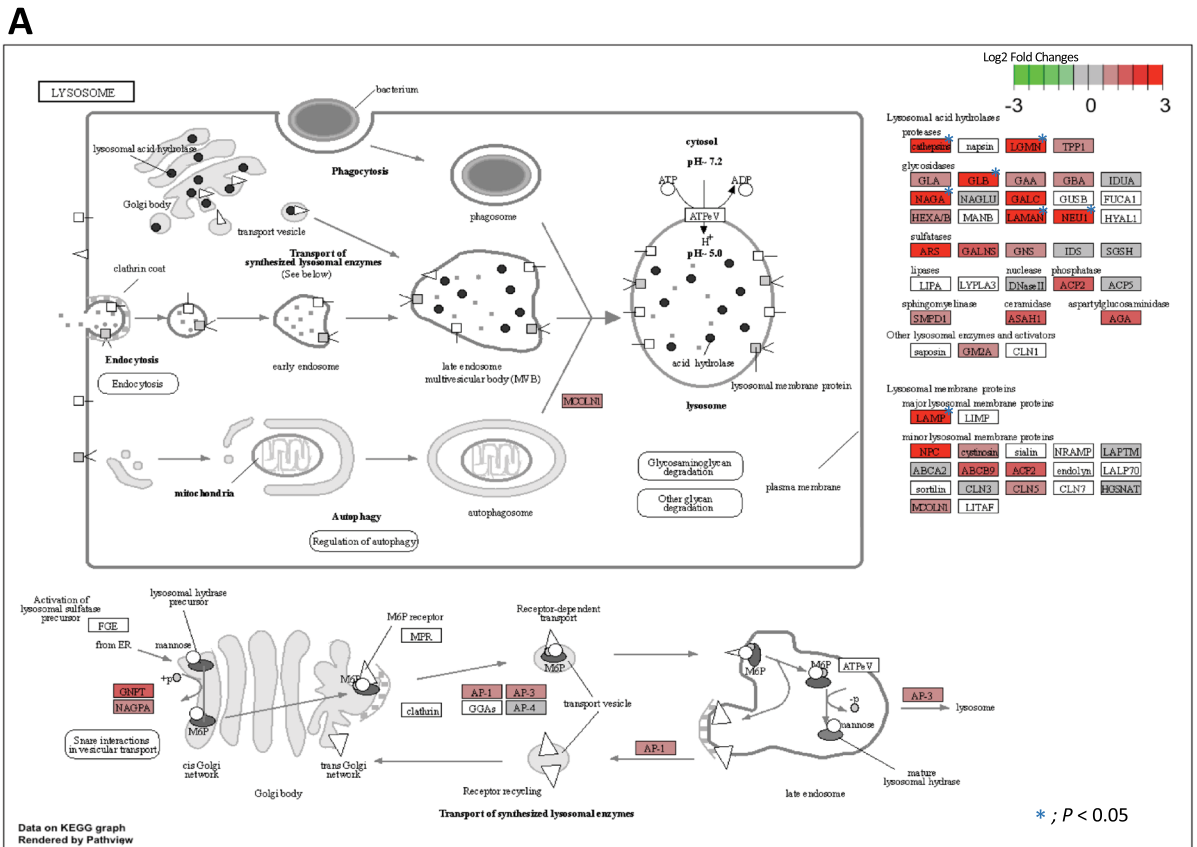 A
Log2 Fold Changes
-3 0 3
LYSOSOME
bacterium
lysosomal acid hydrolase
Golbi body
Phagocytosis
phagosome
transport vesicle
Transport of
synthesized lysosomal enzymes
(See below)
clathrin coat
Endocytosis
Endocytosis
early endosome
late endosome
multivesicular body (MVB)
cytosol
pH~ 7.2
ATP ADP
ATPeV
H+
pH~ 5.0
acid hydrolase
lysosomal membrane protein
lysosome
MCOLN1
mitochondria
Autophagy
Regulation of autophagy
autophagosome
Glycosaminoglycan
degradation
Other glycan
degradation
plasma membrane
Lysosomal acid hydrolases
proteases
cathepsins * napsin LGMN * TPP1
glycosidases
GLA GLB * GAA GBA IDUA
NAGA * NAGLU GALC GUSB FUCA1
HEXA/B MANB LAMAN * NEU1 * HYAL1
sulfatases
ARS GALNS GNS IDS SGSH
lipases nuclease phosphatase
LIPA LYPLA3 DNaseII ACP2 ACP5
sphingomyelinase ceramidase aspartylglucosaminidase
SMPD1 ASAH1 AGA
Other lysosomal enzymes and activators
saposin GM2A CLN1
Lysosomal membrane proteins
major lysosomal membrane proteins
LAMP * LIMP
minor lysosomal membrane proteins
NPC cystinosin sialin NRAMP LAPTM
ABCA2 ABCB9 ACP2 endolyn LALP70
sortilin CLN3 CLN5 CLN7 HGSNAT
MCOLN1 LITAF
Activation of
lysosomal sulfatase
precursor
FGE
lysosomal hydrase
precursor
from ER
mannose
+p
GNPT
NAGPA
M6P
Snare interactions
in vesicular transport
cis Golgi
network
Golgi body
trans Golgi
network
M6P receptor
MPR
M6P
clathrin
AP-1 AP-3
GGAs AP-4
Receptor-dependent
transport
M6P
transport vesicle
Receptor recycling
AP-1
Transport of synthesized lysosomal enzymes
M6P
M6P
ATPeV
-p
mannose
AP-3
lysosome
mature
lysosomal hydrase
late endosome
Data on KEGG graph
Rendered by Pathview
* ; P < 0.05